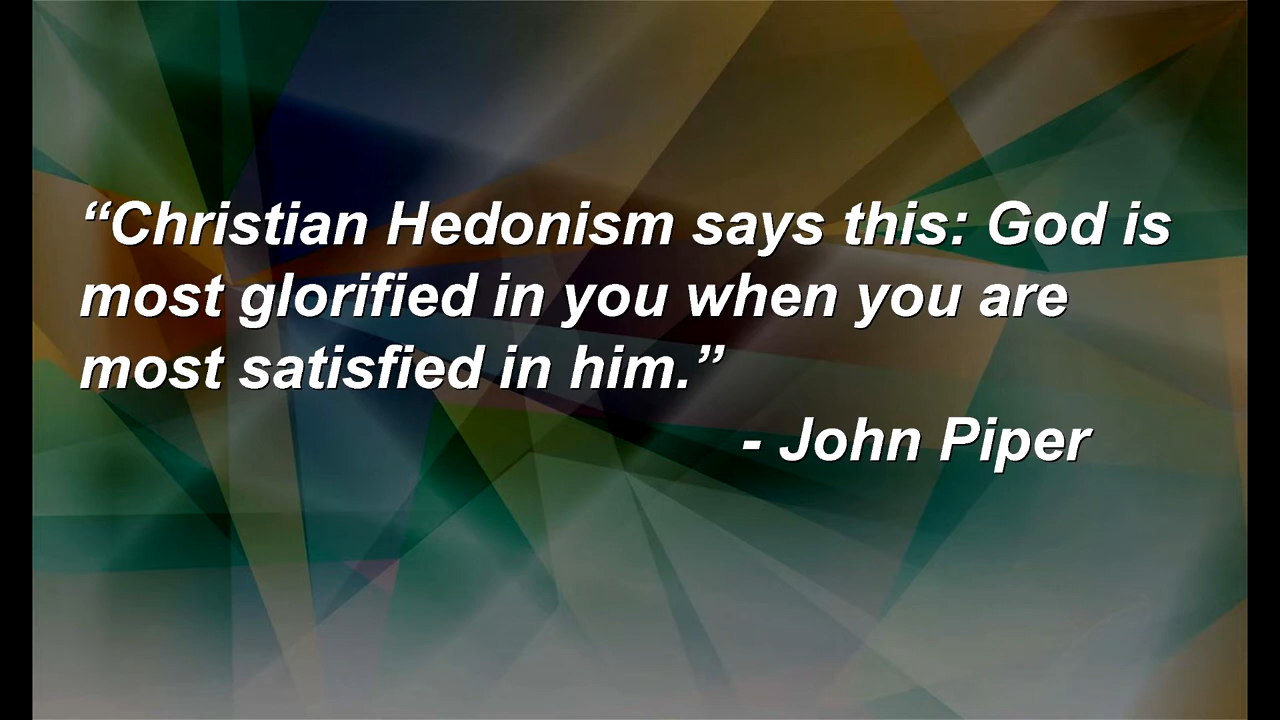 “Christian Hedonism says this: God is
most glorified in you when you are
most satisfied in him.”
- John Piper